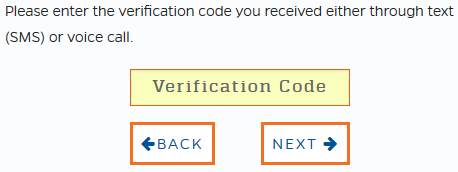 Please enter the verification code you received either through text
(SMS) or voice call.
Verification Code
BACK
NEXT